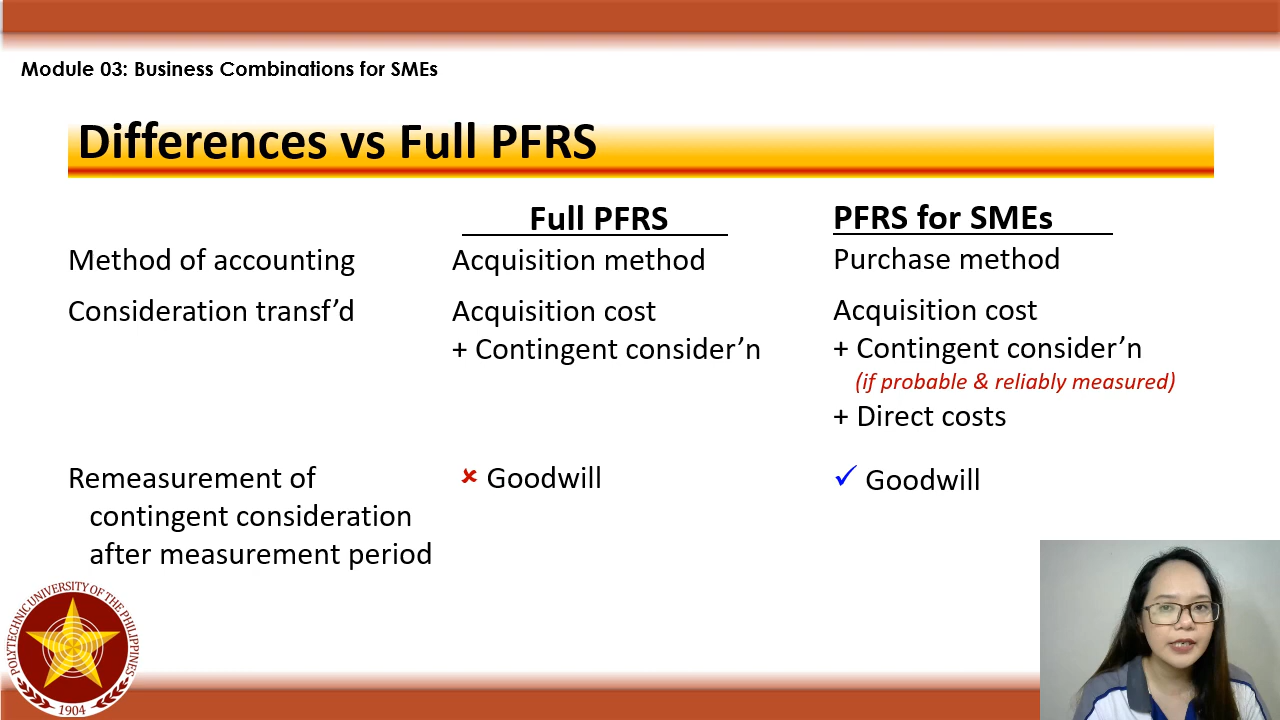 Module 03: Business Combinations for SMEs
Differences vs Full PFRS
Full PFRS
PFRS for SMEs
Method of accounting
Acquisition method
Purchase method
Consideration transf’d
Acquisition cost
+ Contingent consider’n
Acquisition cost
+ Contingent consider’n
(if probable & reliably measured)
+ Direct costs
Remeasurement of
contingent consideration
after measurement period
✘ Goodwill
✓ Goodwill
POLYTECHNIC UNIVERSITY OF THE PHILIPPINES
1904